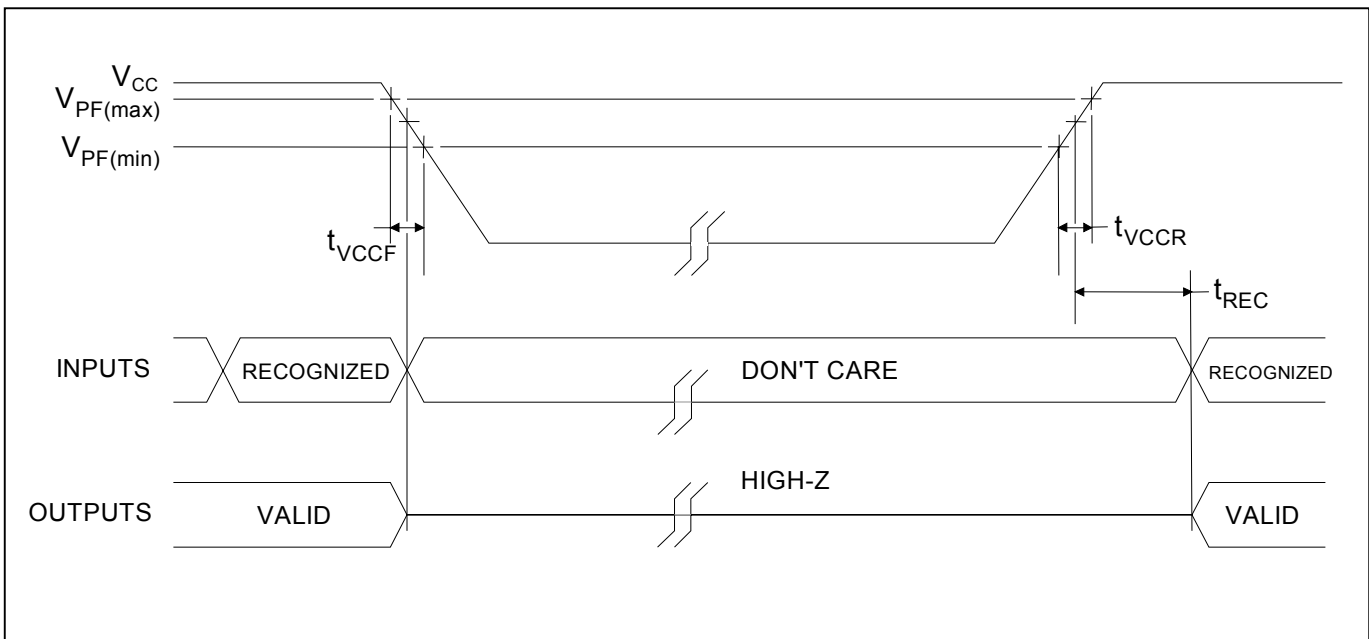 VCC
VPF(max)
VPF(min)
tVCCF
tVCCR
tREC
INPUTS
RECOGNIZED
DON'T CARE
RECOGNIZED
HIGH-Z
OUTPUTS
VALID
VALID